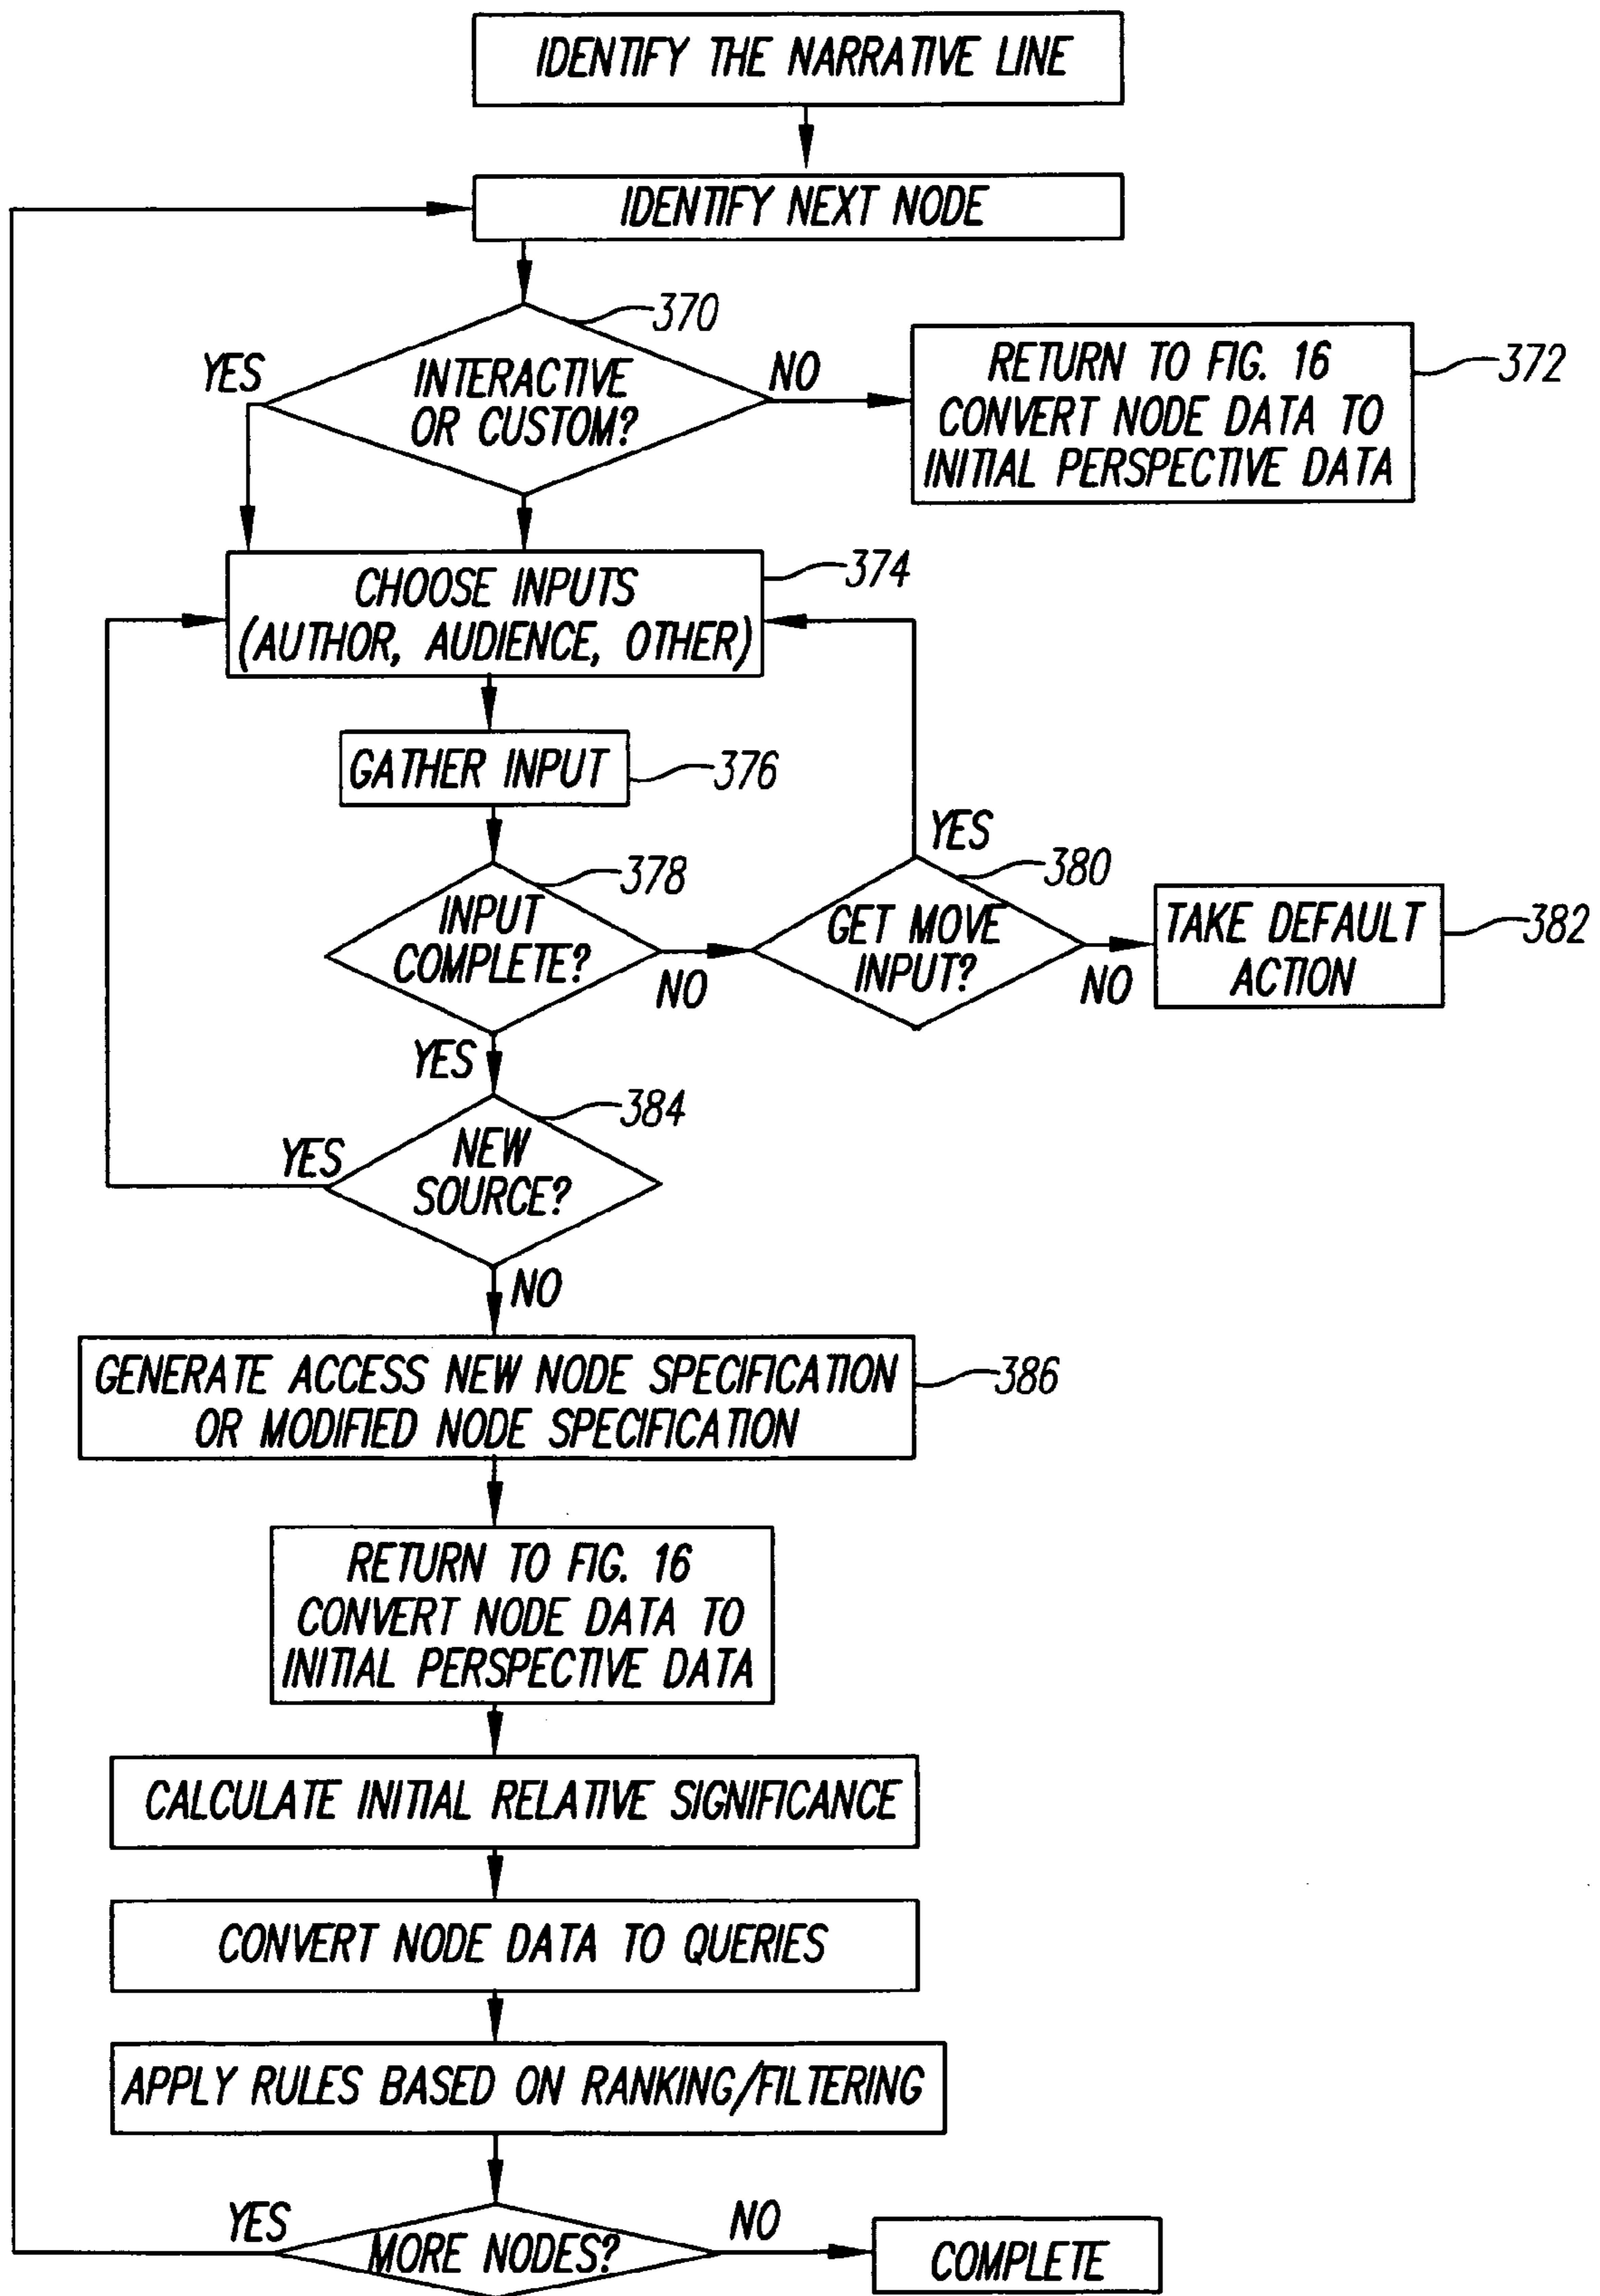 IDENTIFY THE NARRATIVE LINE
IDENTIFY NEXT NODE
370
YES
INTERACTIVE
OR CUSTOM?
NO
RETURN TO FIG. 16
CONVERT NODE DATA TO
INITIAL PERSPECTIVE DATA
372
CHOOSE INPUTS
(AUTHOR, AUDIENCE, OTHER)
374
GATHER INPUT
376
378
INPUT
COMPLETE?
NO
YES
380
GET MOVE
INPUT?
NO
TAKE DEFAULT
ACTION
382
YES
384
NEW
SOURCE?
YES
NO
GENERATE ACCESS NEW NODE SPECIFICATION
OR MODIFIED NODE SPECIFICATION
386
RETURN TO FIG. 16
CONVERT NODE DATA TO
INITIAL PERSPECTIVE DATA
CALCULATE INITIAL RELATIVE SIGNIFICANCE
CONVERT NODE DATA TO QUERIES
APPLY RULES BASED ON RANKING/FILTERING
YES
MORE NODES?
NO
COMPLETE